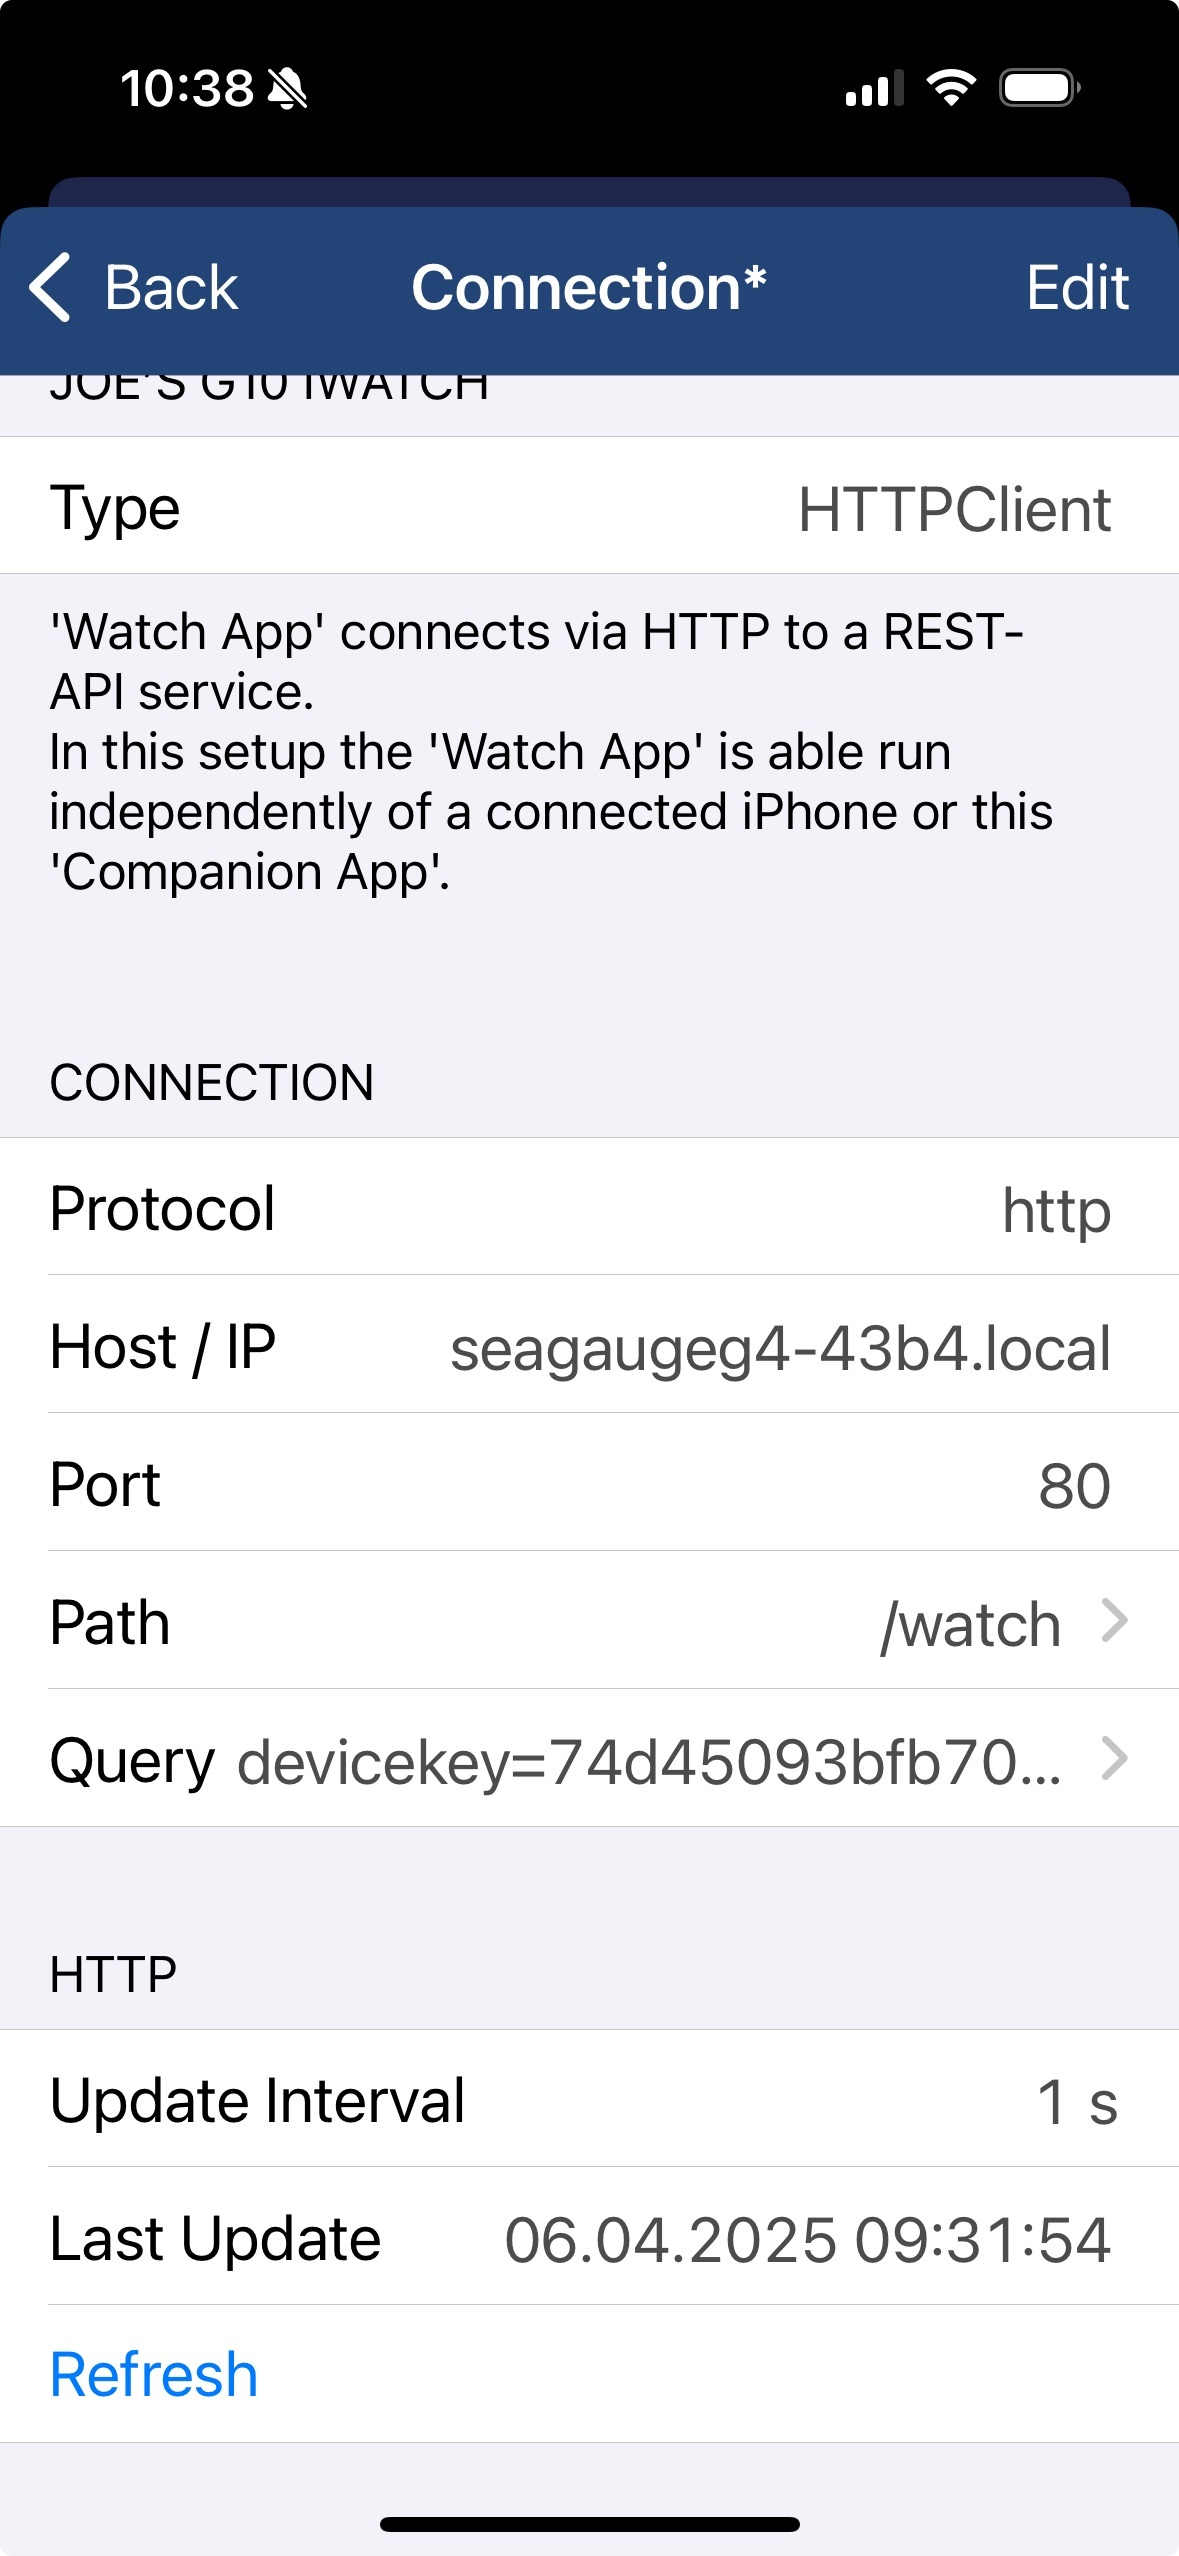 10:38
Back Connection* Edit
JOE'S G10 IWATCH
Type HTTPClient
'Watch App' connects via HTTP to a REST-
API service.
In this setup the 'Watch App' is able run
independently of a connected iPhone or this
'Companion App'.
CONNECTION
Protocol http
Host / IP seagaugeg4-43b4.local
Port 80
Path /watch
Query devicekey=74d45093bfb70...
HTTP
Update Interval 1 s
Last Update 06.04.2025 09:31:54
Refresh